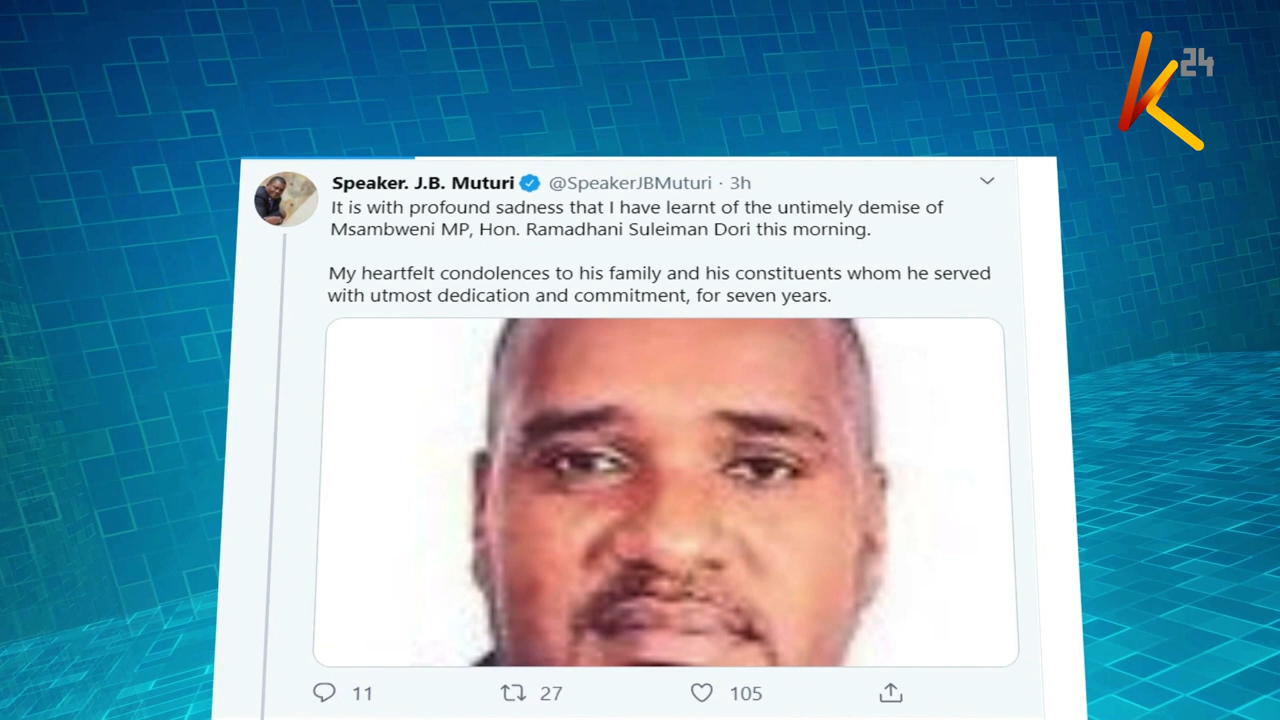 K24
Speaker. J.B. Muturi @SpeakerJBMuturi · 3h
It is with profound sadness that I have learnt of the untimely demise of
Msambweni MP, Hon. Ramadhani Suleiman Dori this morning.
My heartfelt condolences to his family and his constituents whom he served
with utmost dedication and commitment, for seven years.
11 27 105